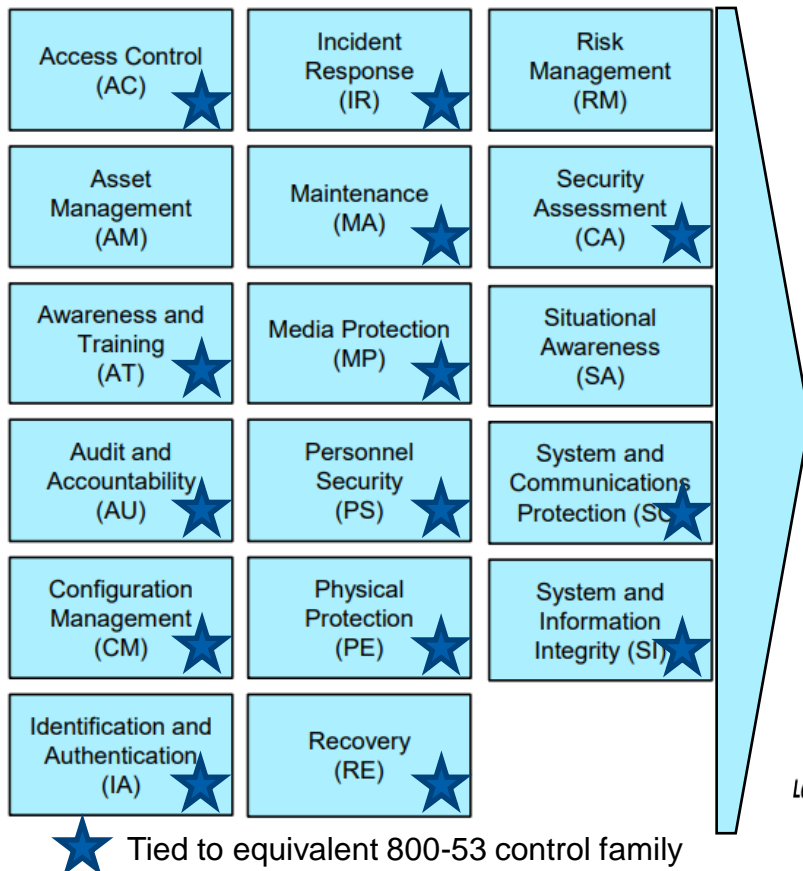 Access Control
(AC)
Incident
Response
(IR)
Risk
Management
(RM)
Asset
Management
(AM)
Maintenance
(MA)
Security
Assessment
(CA)
Awareness and
Training
(AT)
Media Protection
(MP)
Situational
Awareness
(SA)
Audit and
Accountability
(AU)
Personnel
Security
(PS)
System and
Communications
Protection (SC)
Configuration
Management
(CM)
Physical
Protection
(PE)
System and
Information
Integrity (SI)
Identification and
Authentication
(IA)
Recovery
(RE)
Tied to equivalent 800-53 control family